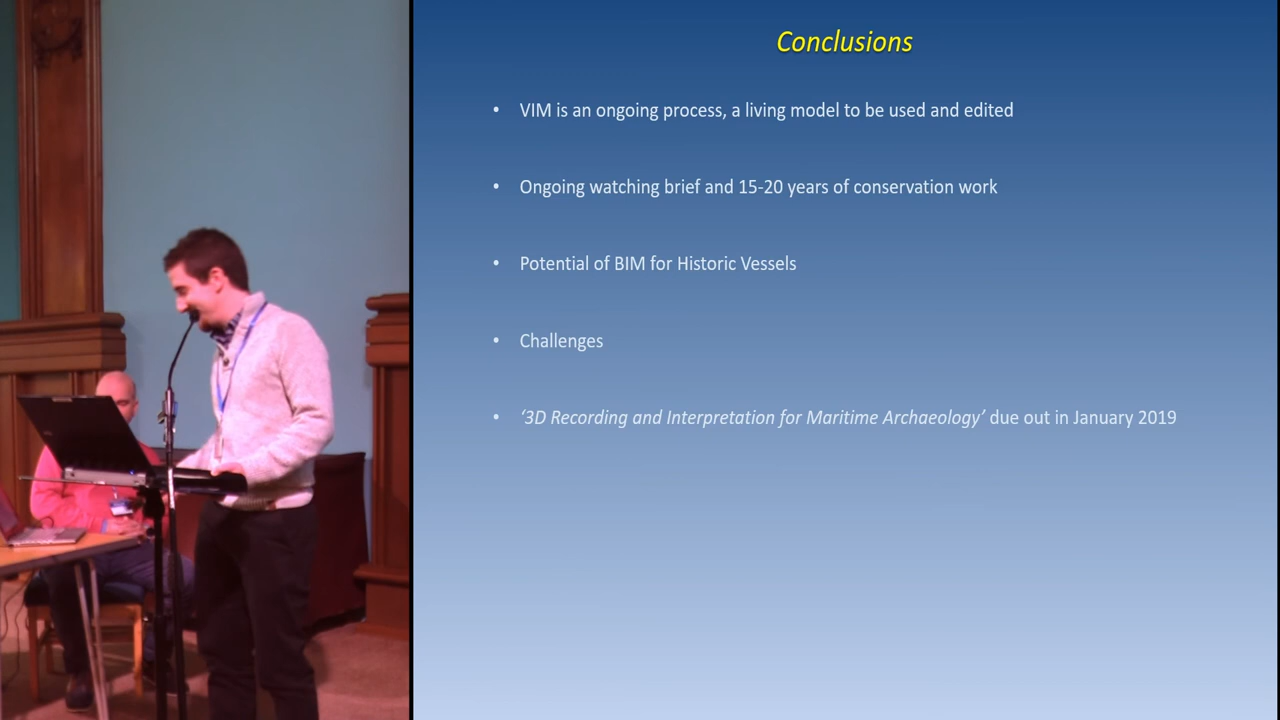 Conclusions
• VIM is an ongoing process, a living model to be used and edited
• Ongoing watching brief and 15-20 years of conservation work
• Potential of BIM for Historic Vessels
• Challenges
• ‘3D Recording and Interpretation for Maritime Archaeology’ due out in January 2019